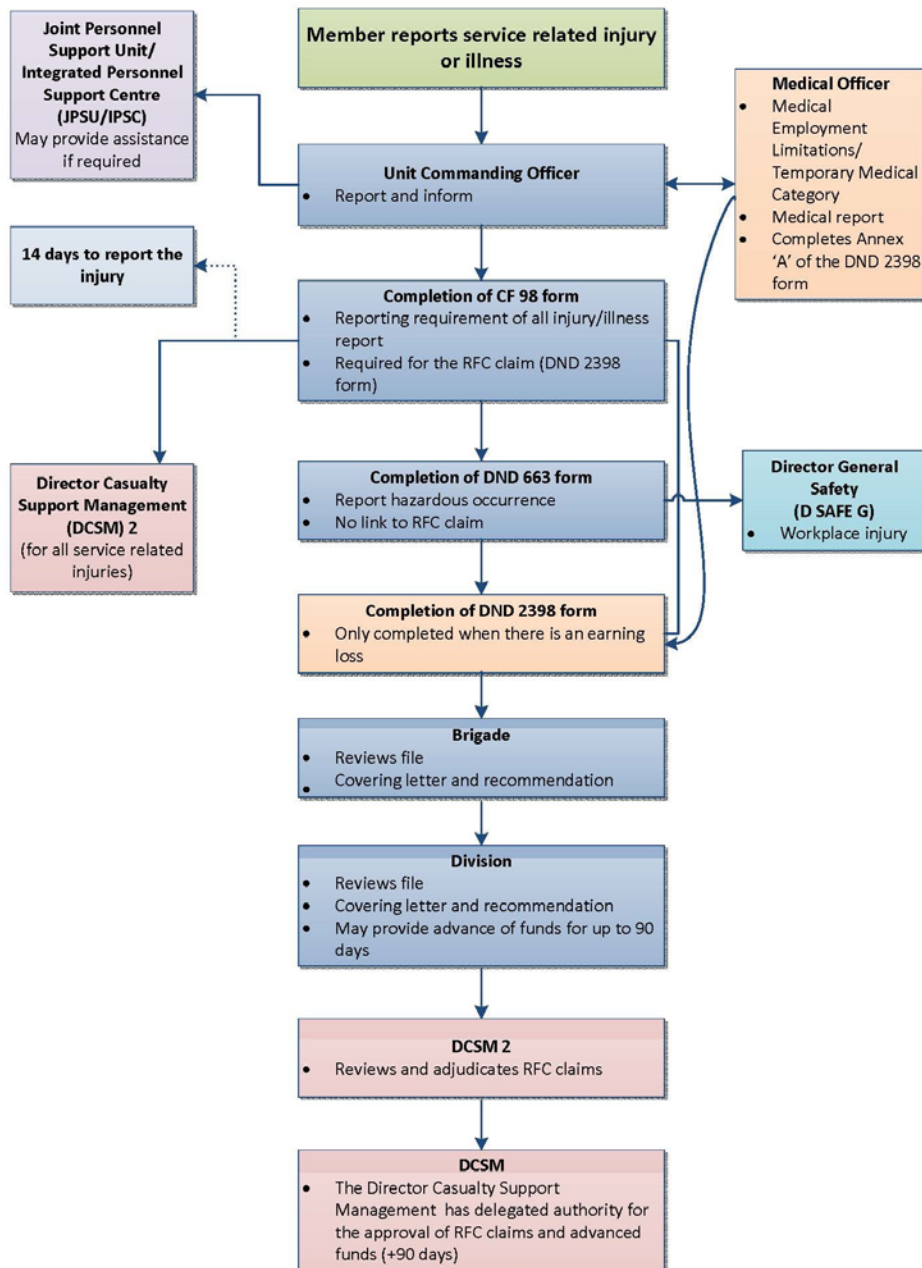 Member reports service related injury
or illness
Joint Personnel
Support Unit/
Integrated Personnel
Support Centre
(JPSU/IPSC)
May provide assistance
if required
Medical Officer
• Medical
Employment
Limitations/
Temporary Medical
Category
• Medical report
• Completes Annex
‘A’ of the DND 2398
form
Unit Commanding Officer
• Report and inform
14 days to report the
injury
Completion of CF 98 form
• Reporting requirement of all injury/illness
report
• Required for the RFC claim (DND 2398
form)
Director Casualty
Support Management
(DCSM) 2
(for all service related
injuries)
Completion of DND 663 form
• Report hazardous occurrence
• No link to RFC claim
Director General
Safety
(D SAFE G)
• Workplace injury
Completion of DND 2398 form
• Only completed when there is an earning
loss
Brigade
• Reviews file
• Covering letter and recommendation
•
Division
• Reviews file
• Covering letter and recommendation
• May provide advance of funds for up to 90
days
DCSM 2
• Reviews and adjudicates RFC claims
DCSM
• The Director Casualty Support
Management has delegated authority for
the approval of RFC claims and advanced
funds (+90 days)